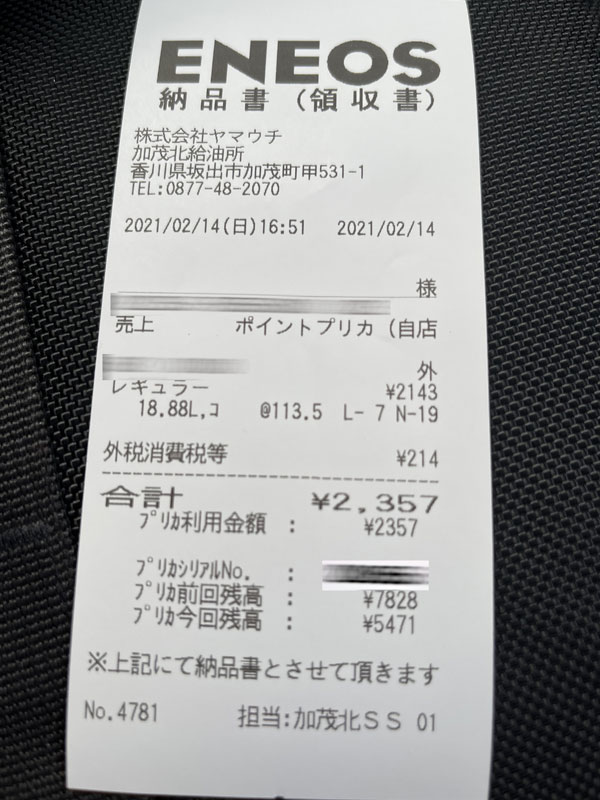 ENEOS
納品書（領収書）
株式会社ヤマウチ
加茂北給油所
香川県坂出市加茂町甲531-1
TEL:0877-48-2070
2021/02/14(日)16:51 2021/02/14
様
売上 ポイントプリカ（自店
外
レギュラー ¥2143
18.88L,ｺ @113.5 L- 7 N-19
外税消費税等 ¥214
合計 ¥2,357
ﾌﾟﾘｶ利用金額 : ¥2357
ﾌﾟﾘｶｼﾘｱﾙNo. :
ﾌﾟﾘｶ前回残高 : ¥7828
ﾌﾟﾘｶ今回残高 : ¥5471
※上記にて納品書とさせて頂きます
No.4781 担当:加茂北ＳＳ 01